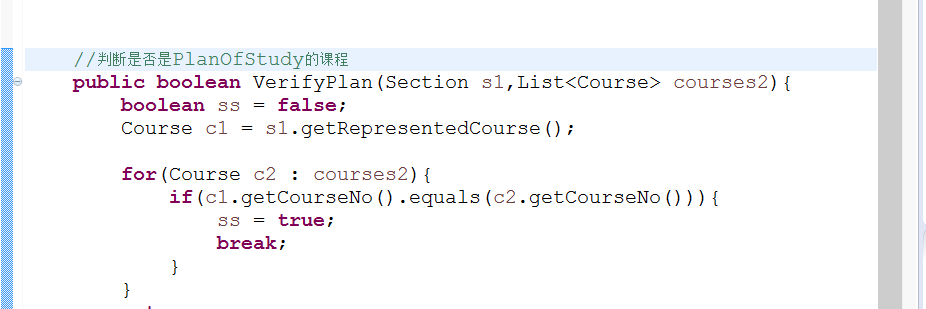 //判断是否是PlanOfStudy的课程
public boolean VerifyPlan(Section s1,List<Course> courses2){
boolean ss = false;
Course c1 = s1.getRepresentedCourse();
for(Course c2 : courses2){
if(c1.getCourseNo().equals(c2.getCourseNo())){
ss = true;
break;
}
}